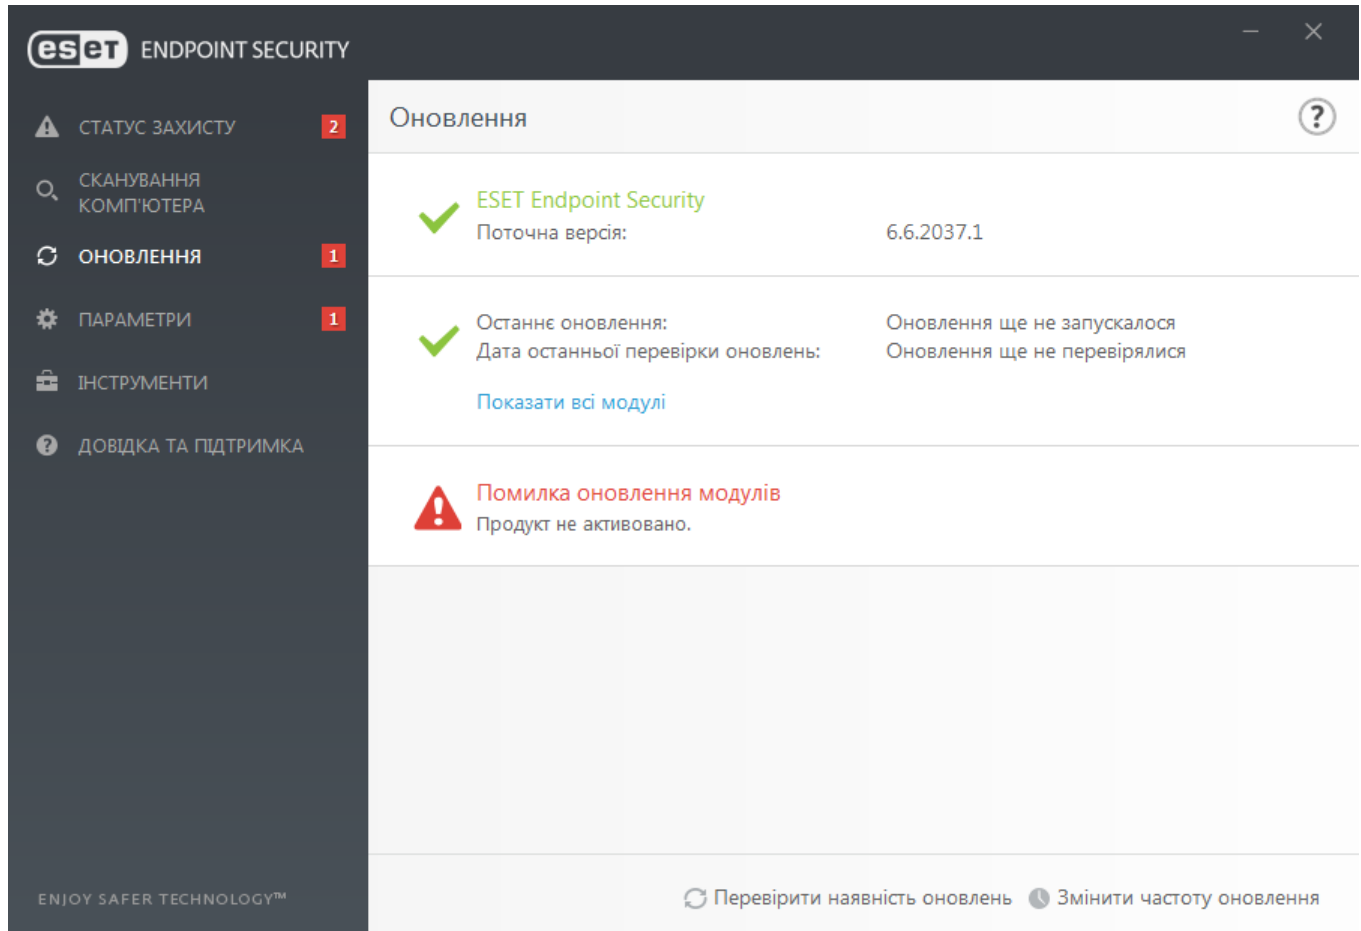 eset ENDPOINT SECURITY
СТАТУС ЗАХИСТУ 2
СКАНУВАННЯ
КОМП'ЮТЕРА
ОНОВЛЕННЯ 1
ПАРАМЕТРИ 1
ІНСТРУМЕНТИ
ДОВІДКА ТА ПІДТРИМКА
ENJOY SAFER TECHNOLOGY™
Оновлення ?
ESET Endpoint Security
Поточна версія: 6.6.2037.1
Останнє оновлення: Оновлення ще не запускалося
Дата останньої перевірки оновлень: Оновлення ще не перевірялися
Показати всі модулі
Помилка оновлення модулів
Продукт не активовано.
Перевірити наявність оновлень Змінити частоту оновлення